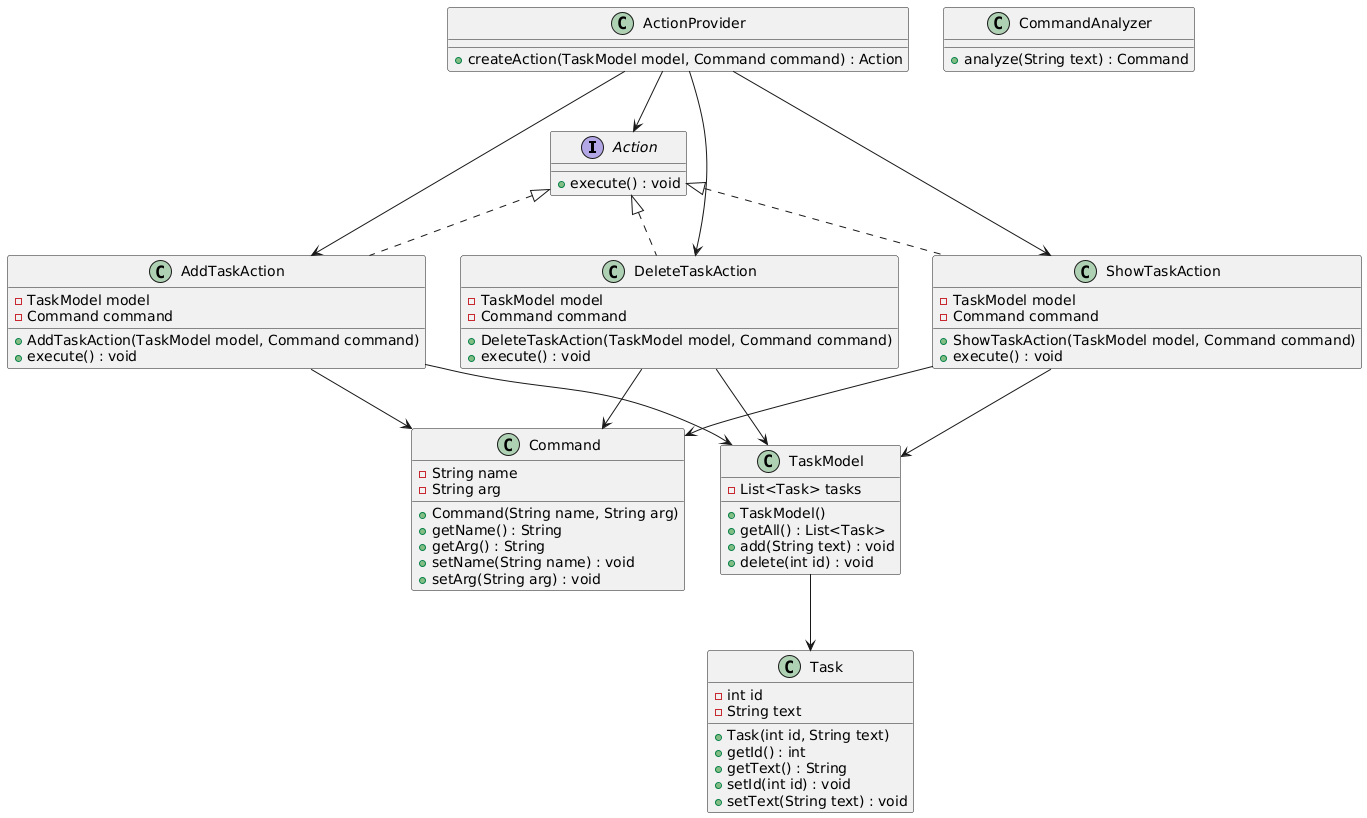 C ActionProvider
createAction(TaskModel model, Command command) : Action
C CommandAnalyzer
analyze(String text) : Command
I Action
execute() : void
C AddTaskAction
TaskModel model
Command command
AddTaskAction(TaskModel model, Command command)
execute() : void
C DeleteTaskAction
TaskModel model
Command command
DeleteTaskAction(TaskModel model, Command command)
execute() : void
C ShowTaskAction
TaskModel model
Command command
ShowTaskAction(TaskModel model, Command command)
execute() : void
C Command
String name
String arg
Command(String name, String arg)
getName() : String
getArg() : String
setName(String name) : void
setArg(String arg) : void
C TaskModel
List<Task> tasks
TaskModel()
getAll() : List<Task>
add(String text) : void
delete(int id) : void
C Task
int id
String text
Task(int id, String text)
getId() : int
getText() : String
setId(int id) : void
setText(String text) : void